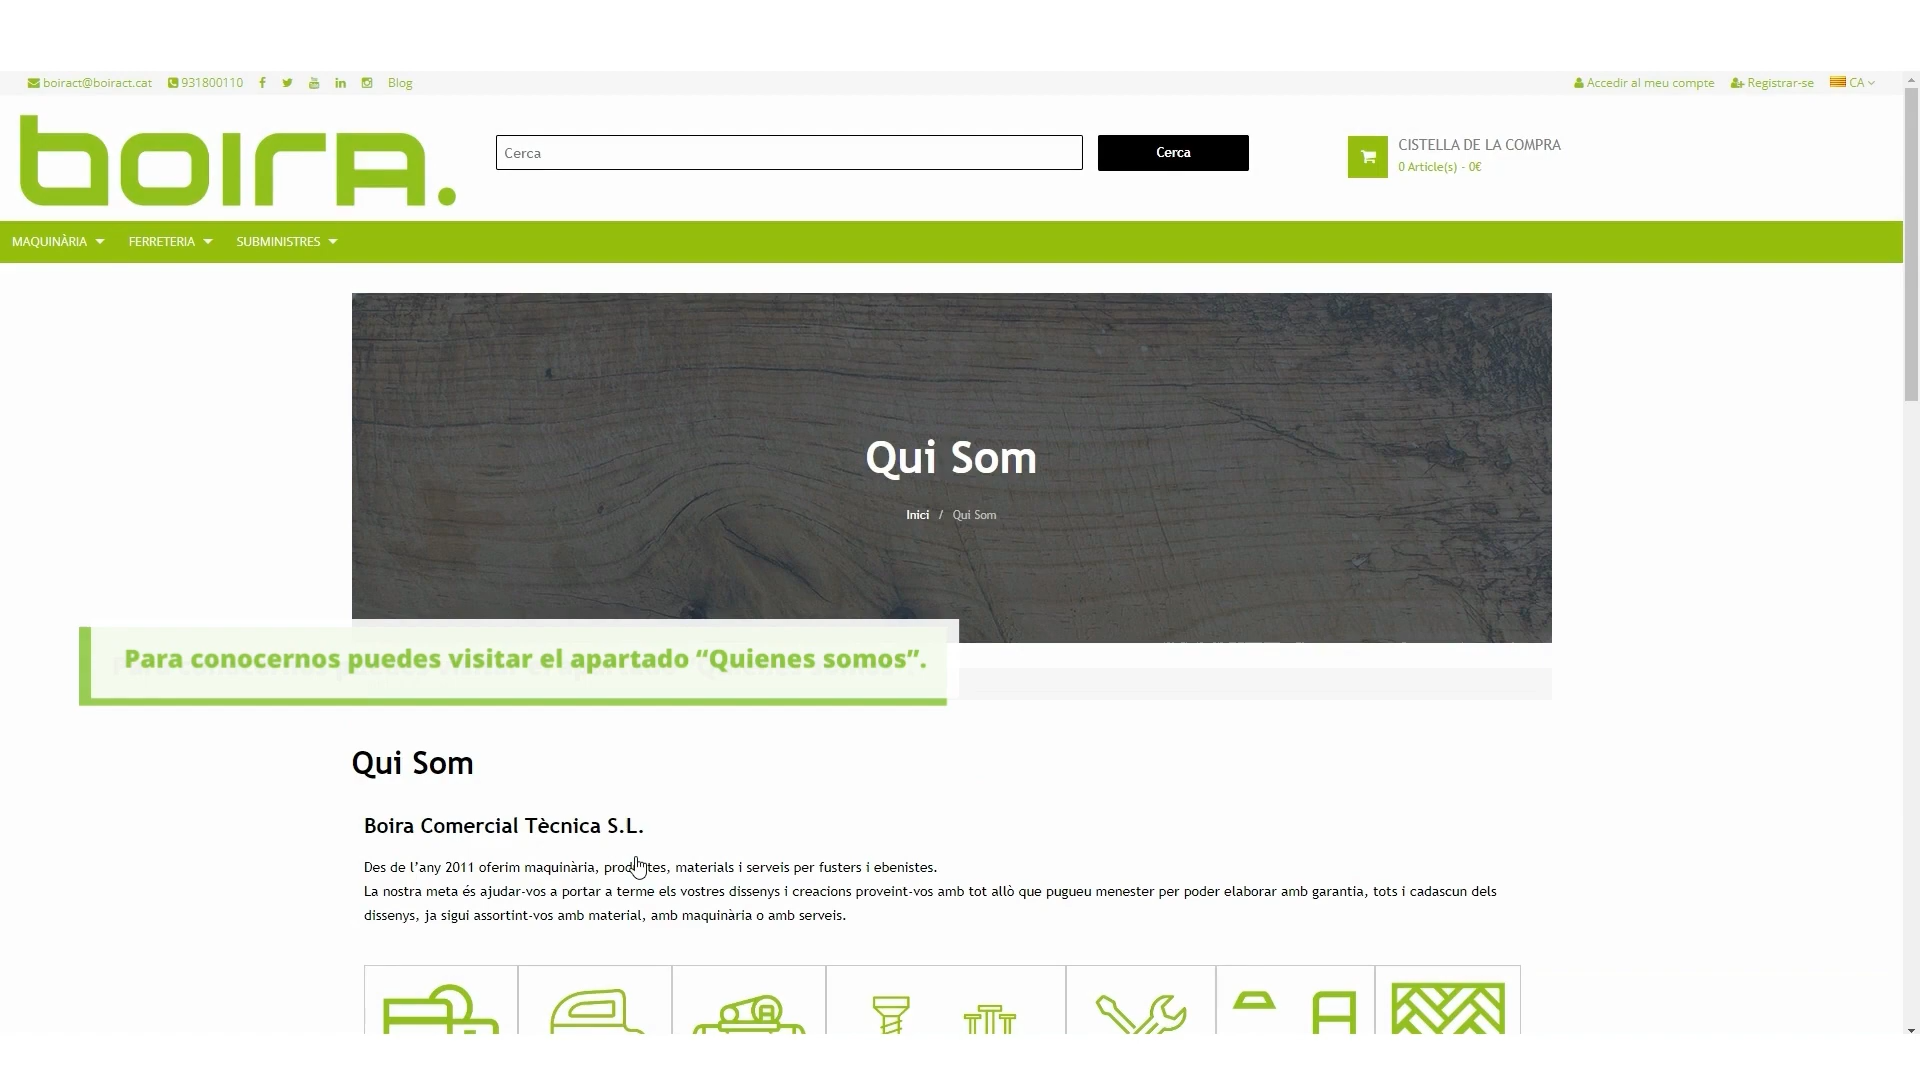 boiract@boiract.cat 931800110 Blog Accedir al meu compte Registrar-se CA
boira.
Cerca Cerca CISTELLA DE LA COMPRA
0 Article(s) - 0€
MAQUINÀRIA FERRETERIA SUBMINISTRES
Qui Som
Inici / Qui Som
Para conocernos puedes visitar el apartado “Quienes somos”.
Qui Som
Boira Comercial Tècnica S.L.
Des de l’any 2011 oferim maquinària, productes, materials i serveis per fusters i ebenistes.
La nostra meta és ajudar-vos a portar a terme els vostres dissenys i creacions proveint-vos amb tot allò que pugueu menester per poder elaborar amb garantia, tots i cadascun dels
dissenys, ja sigui assortint-vos amb material, amb maquinària o amb serveis.